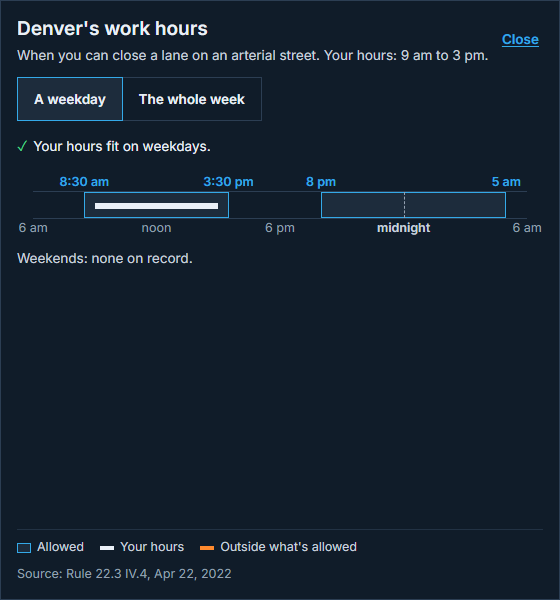 Denver's work hours
When you can close a lane on an arterial street. Your hours: 9 am to 3 pm.
Close
A weekday
The whole week
✓ Your hours fit on weekdays.
8:30 am 3:30 pm 8 pm 5 am
6 am noon 6 pm midnight 6 am
Weekends: none on record.
Allowed Your hours Outside what's allowed
Source: Rule 22.3 IV.4, Apr 22, 2022